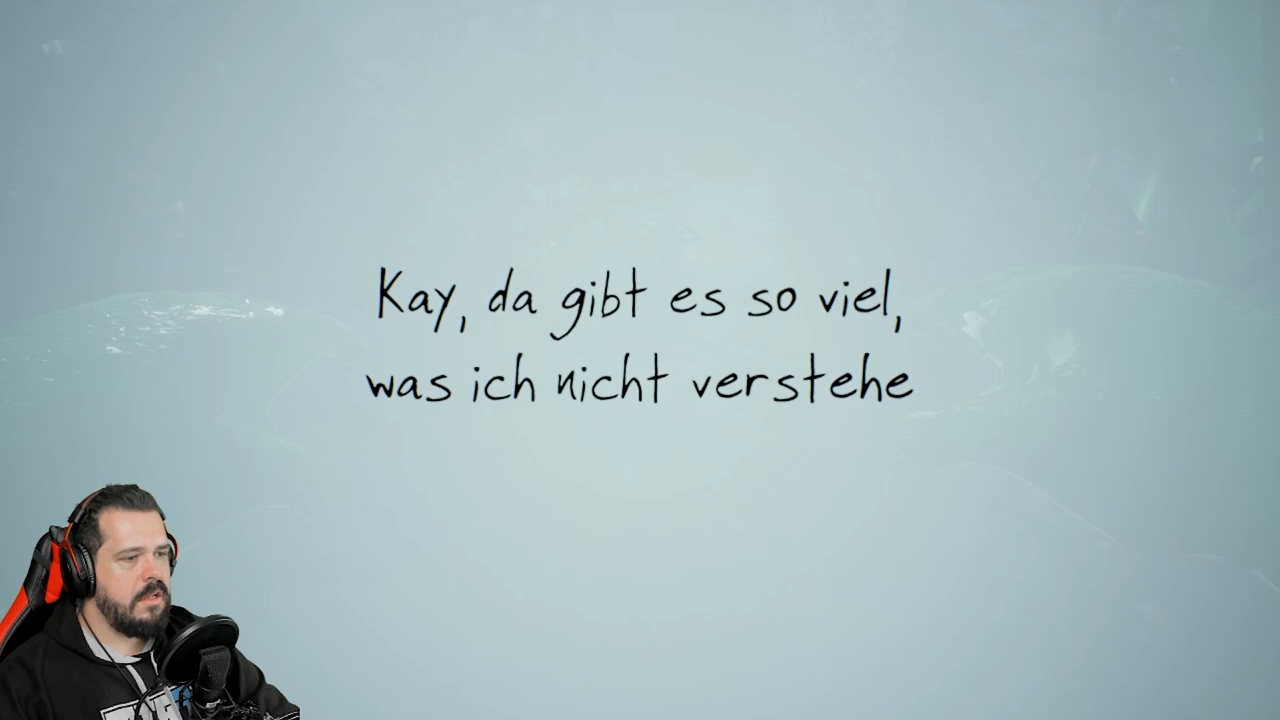 Kay, da gibt es so viel,
was ich nicht verstehe